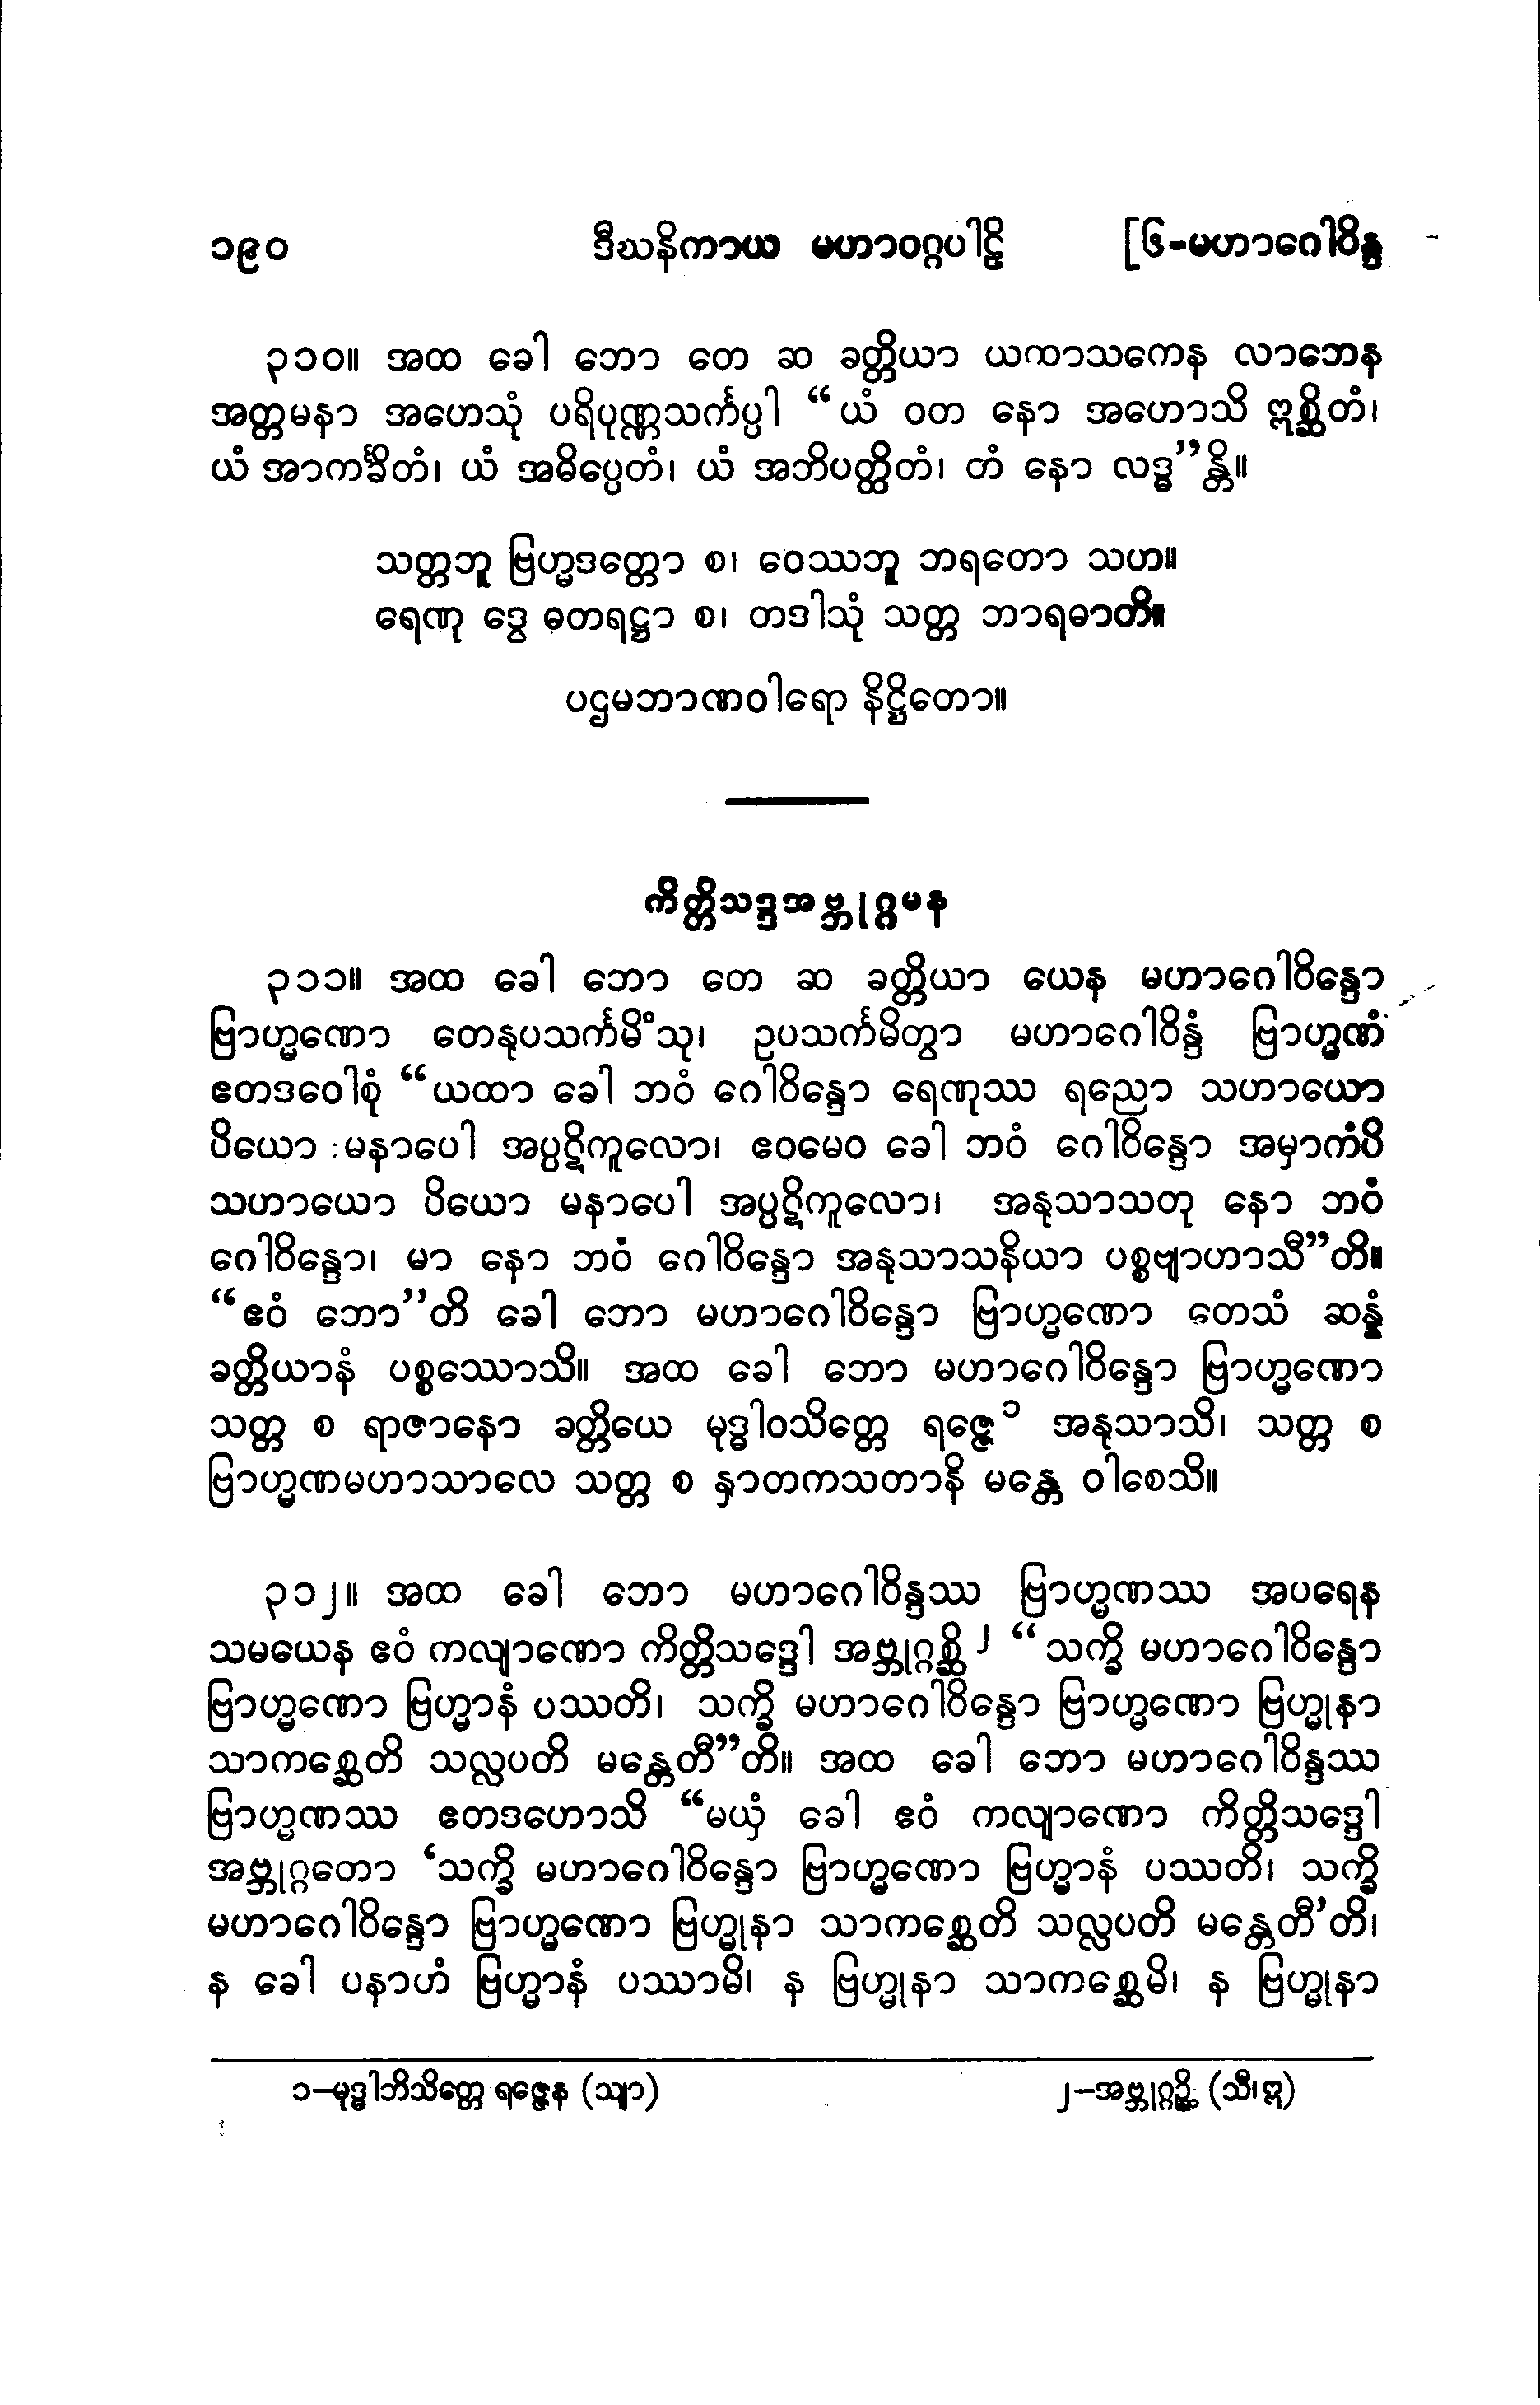 ၁၉၀ ဒီဃနိကာယ မဟာဝဂ္ဂပါဠိ [၆-မဟာဂေါဝိန္ဒ
၃၁၀။ အထ ခေါ ဘော တေ ဆ ခတ္တိယာ ယထာသကေန လာဘေန
အတ္တမနာ အဟေသုံ ပရိပုဏ္ဏသင်္ကပ္ပါ “ယံ ဝတ နော အဟောသိ ဣစ္ဆိတံ၊
ယံ အာကင်္ခိတံ၊ ယံ အဓိပ္ပေတံ၊ ယံ အဘိပတ္ထိတံ၊ တံ နော လဒ္ဓ”န္တိ။
သတ္တဘူ ဗြဟ္မဒတ္တော စ၊ ဝေဿဘူ ဘရတော သဟ။
ရေဏု ဒွေ ဓတရဋ္ဌာ စ၊ တဒါသုံ သတ္တ ဘာရဓာတိ။
ပဌမဘာဏဝါရော နိဋ္ဌိတော။
ကိတ္တိသဒ္ဒအဗ္ဘုဂ္ဂမန
၃၁၁။ အထ ခေါ ဘော တေ ဆ ခတ္တိယာ ယေန မဟာဂေါဝိန္ဒော
ဗြာဟ္မဏော တေနုပသင်္ကမိံသု၊ ဥပသင်္ကမိတွာ မဟာဂေါဝိန္ဒံ ဗြာဟ္မဏံ
ဧတဒဝေါစုံ “ယထာ ခေါ ဘဝံ ဂေါဝိန္ဒော ရေဏုဿ ရညော သဟာယော
ပိယော မနာပေါ အပ္ပဋိကူလော၊ ဧဝမေဝ ခေါ ဘဝံ ဂေါဝိန္ဒော အမှာကံပိ
သဟာယော ပိယော မနာပေါ အပ္ပဋိကူလော၊ အနုသာသတု နော ဘဝံ
ဂေါဝိန္ဒော၊ မာ နော ဘဝံ ဂေါဝိန္ဒော အနုသာသနိယာ ပစ္စဗျာဟာသီ”တိ။
“ဧဝံ ဘော”တိ ခေါ ဘော မဟာဂေါဝိန္ဒော ဗြာဟ္မဏော တေသံ ဆန္နံ
ခတ္တိယာနံ ပစ္စဿောသိ။ အထ ခေါ ဘော မဟာဂေါဝိန္ဒော ဗြာဟ္မဏော
သတ္တ စ ရာဇာနော ခတ္တိယေ မုဒ္ဓါဝသိတ္တေ ရဇ္ဇေ၁ အနုသာသိ၊ သတ္တ စ
ဗြာဟ္မဏမဟာသာလေ သတ္တ စ နှာတကသတာနိ မန္တေ ဝါစေသိ။
၃၁၂။ အထ ခေါ ဘော မဟာဂေါဝိန္ဒဿ ဗြာဟ္မဏဿ အပရေန
သမယေန ဧဝံ ကလျာဏော ကိတ္တိသဒ္ဒေါ အဗ္ဘုဂ္ဂစ္ဆိ၂ “သက္ခိ မဟာဂေါဝိန္ဒော
ဗြာဟ္မဏော ဗြဟ္မာနံ ပဿတိ၊ သက္ခိ မဟာဂေါဝိန္ဒော ဗြာဟ္မဏော ဗြဟ္မုနာ
သာကစ္ဆေတိ သလ္လပတိ မန္တေတီ”တိ။ အထ ခေါ ဘော မဟာဂေါဝိန္ဒဿ
ဗြာဟ္မဏဿ ဧတဒဟောသိ “မယှံ ခေါ ဧဝံ ကလျာဏော ကိတ္တိသဒ္ဒေါ
အဗ္ဘုဂ္ဂတော ‘သက္ခိ မဟာဂေါဝိန္ဒော ဗြာဟ္မဏော ဗြဟ္မာနံ ပဿတိ၊ သက္ခိ
မဟာဂေါဝိန္ဒော ဗြာဟ္မဏော ဗြဟ္မုနာ သာကစ္ဆေတိ သလ္လပတိ မန္တေတီ’တိ၊
န ခေါ ပနာဟံ ဗြဟ္မာနံ ပဿာမိ၊ န ဗြဟ္မုနာ သာကစ္ဆေမိ၊ န ဗြဟ္မုနာ
၁-မုဒ္ဓါဘိသိတ္တေ ရဇ္ဇေန (သျာ) ၂-အဗ္ဘုဂ္ဂဉ္ဆိ (သီ၊ ဣ)